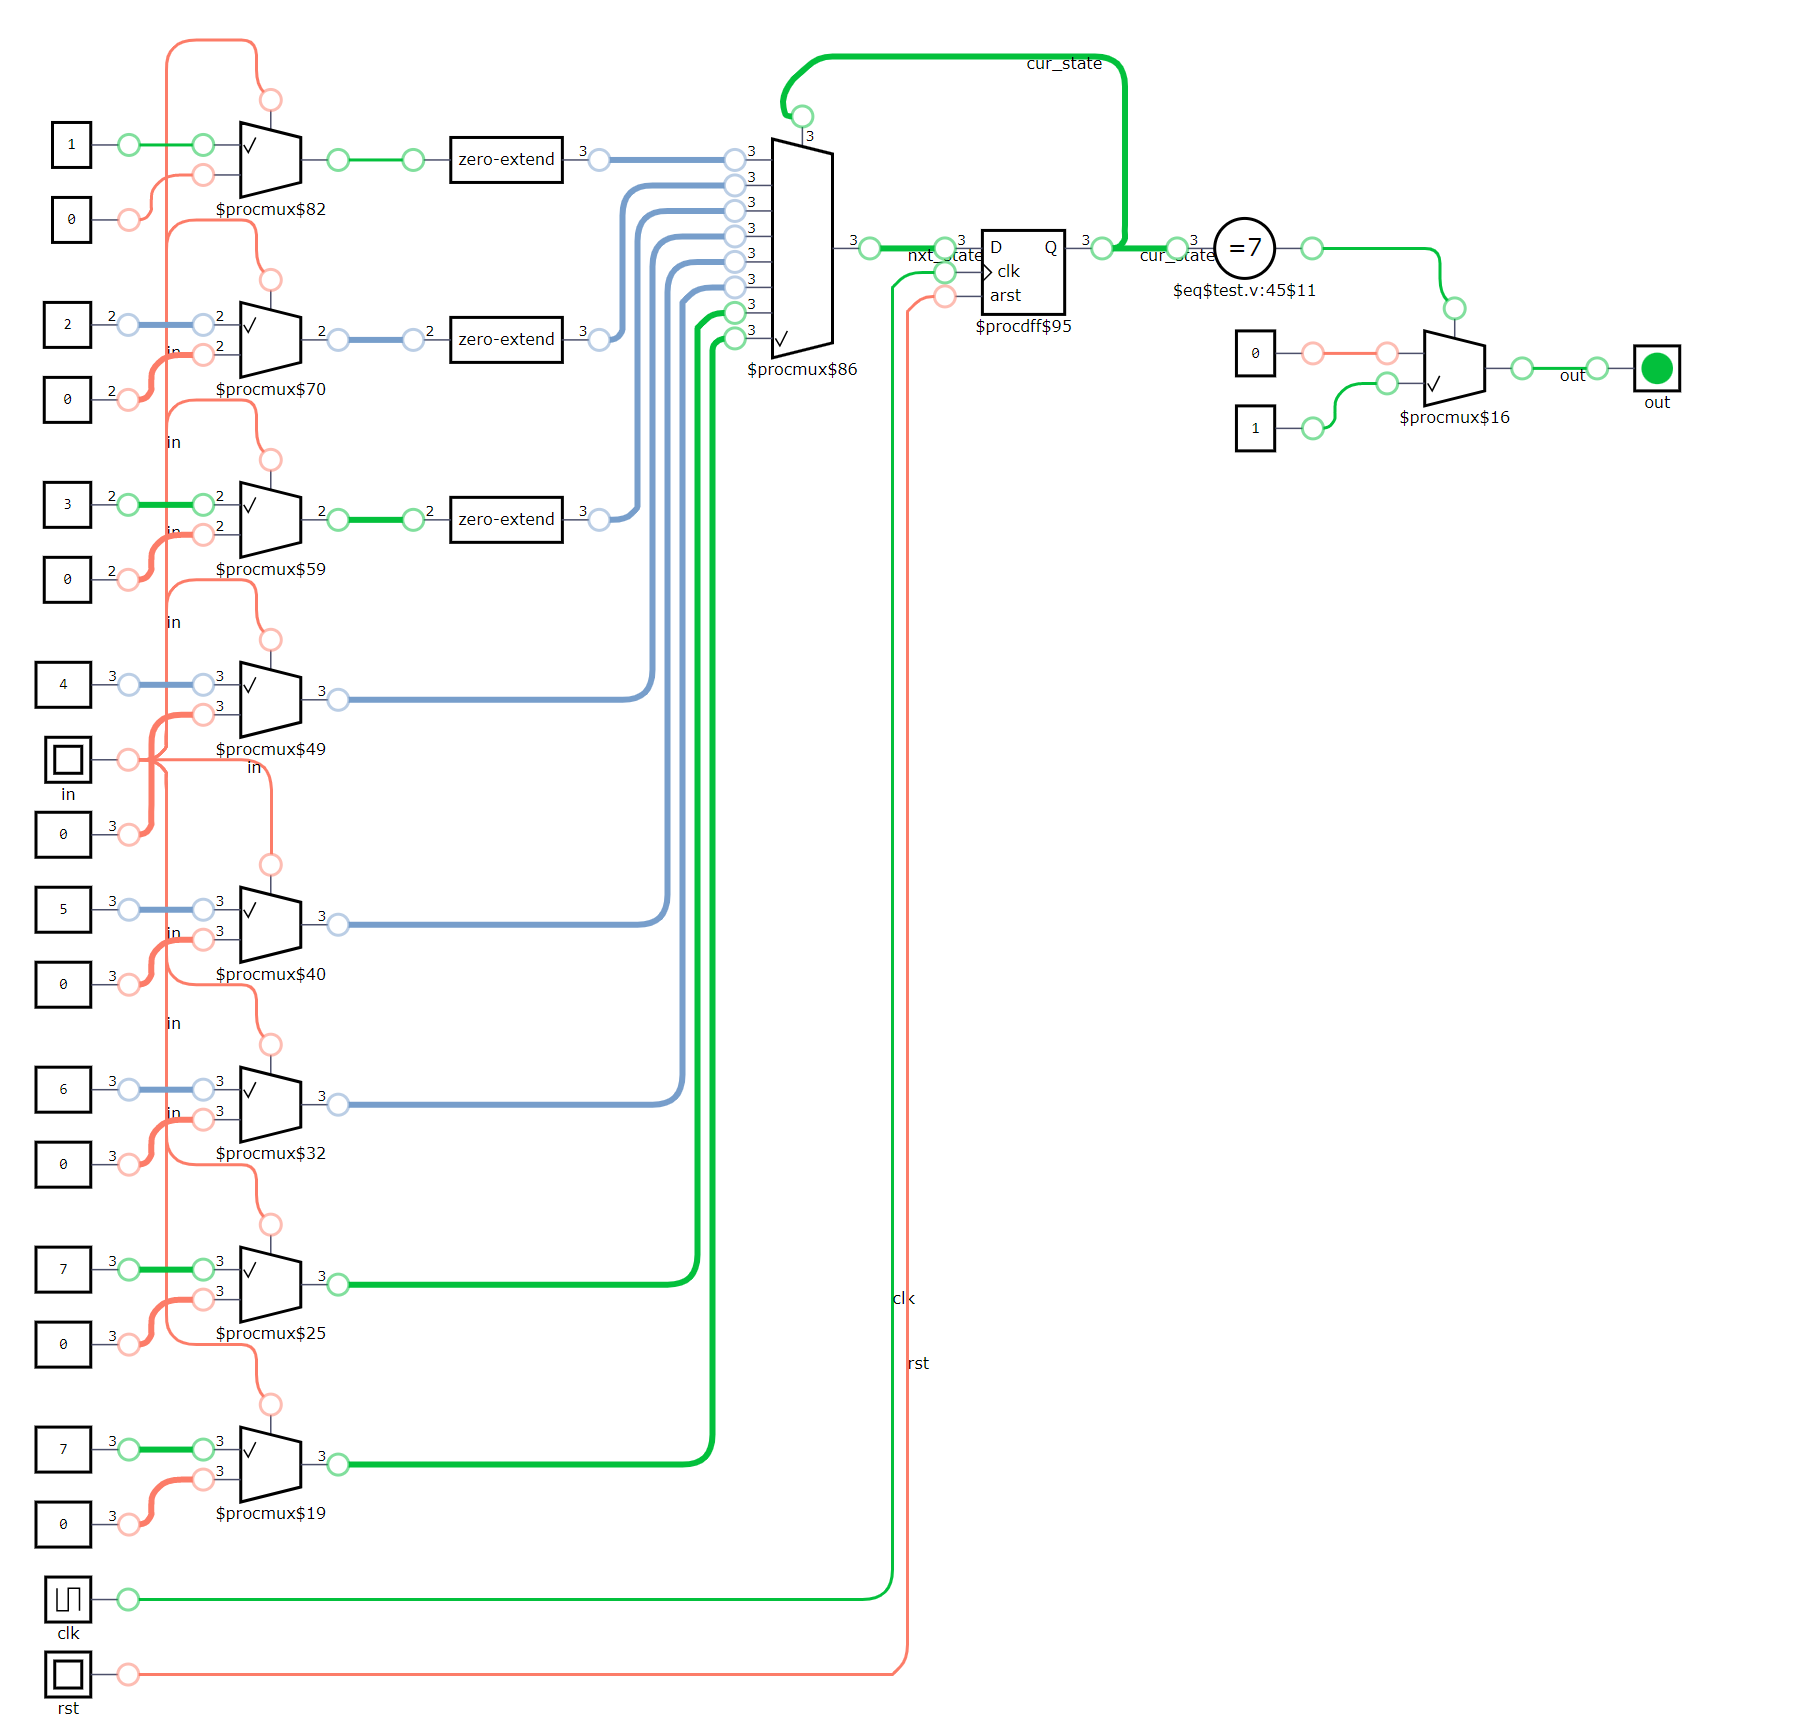 cur_state
3
1
zero-extend
3
3
0
$procmux$82
3
3
3
3
3
3
3
3
nxt_state
D
Q
clk
arst
$procdff$95
3
cur_state
3
=7
$eq$test.v:45$11
2
2
2
in
2
2
2
zero-extend
3
0
2
$procmux$70
$procmux$86
0
out
out
1
$procmux$16
in
3
2
2
in
2
2
2
zero-extend
3
0
2
$procmux$59
in
4
3
3
3
3
$procmux$49
in
in
0
3
5
3
3
in
3
3
0
3
$procmux$40
in
6
3
3
in
3
3
0
3
$procmux$32
7
3
3
3
3
0
3
$procmux$25
clk
rst
7
3
3
3
3
0
3
$procmux$19
clk
rst